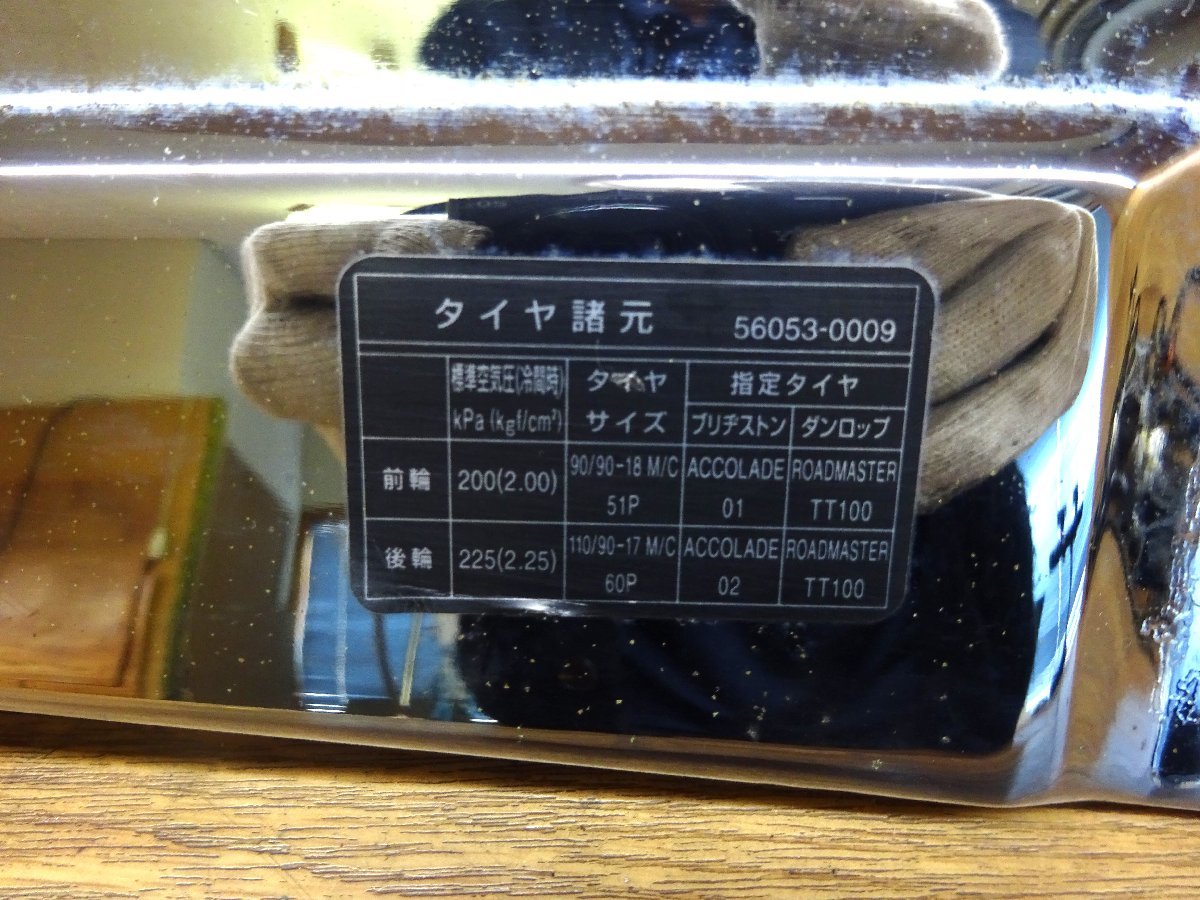 タイヤ諸元 56053-0009
標準空気圧(冷間時) タイヤ 指定タイヤ
kPa (kgf/cm²) サイズ ブリヂストン ダンロップ
前輪 200(2.00) 90/90-18 M/C ACCOLADE ROADMASTER
51P 01 TT100
後輪 225(2.25) 110/90-17 M/C ACCOLADE ROADMASTER
60P 02 TT100